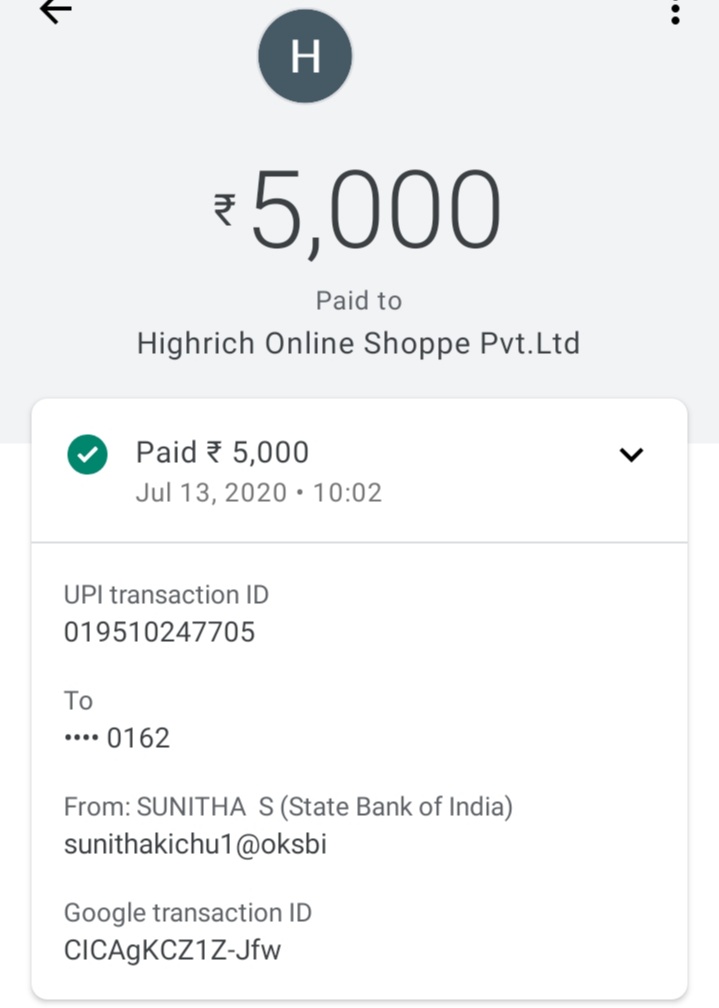 H
₹5,000
Paid to
Highrich Online Shoppe Pvt.Ltd
Paid ₹ 5,000
Jul 13, 2020 • 10:02
UPI transaction ID
019510247705
To
•••• 0162
From: SUNITHA  S (State Bank of India)
sunithakichu1@oksbi
Google transaction ID
CICAgKCZ1Z-Jfw